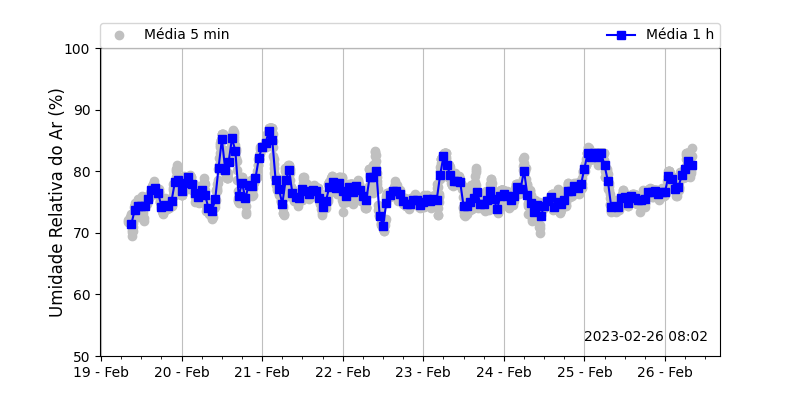 Média 5 min
Média 1 h
Umidade Relativa do Ar (%)
100
90
80
70
60
50
2023-02-26 08:02
19 - Feb
20 - Feb
21 - Feb
22 - Feb
23 - Feb
24 - Feb
25 - Feb
26 - Feb